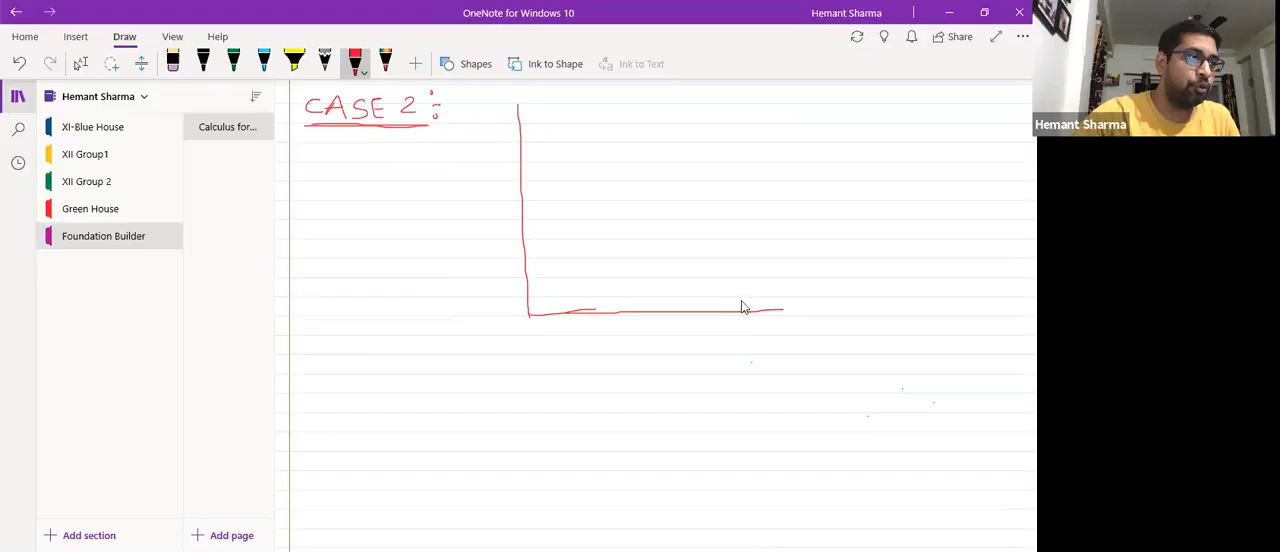 OneNote for Windows 10
Hemant Sharma
Home Insert Draw View Help
Share
Shapes Ink to Shape Ink to Text
Hemant Sharma
XI-Blue House
XII Group1
XII Group 2
Green House
Foundation Builder
Calculus for...
CASE 2 :
Hemant Sharma
Add section
Add page